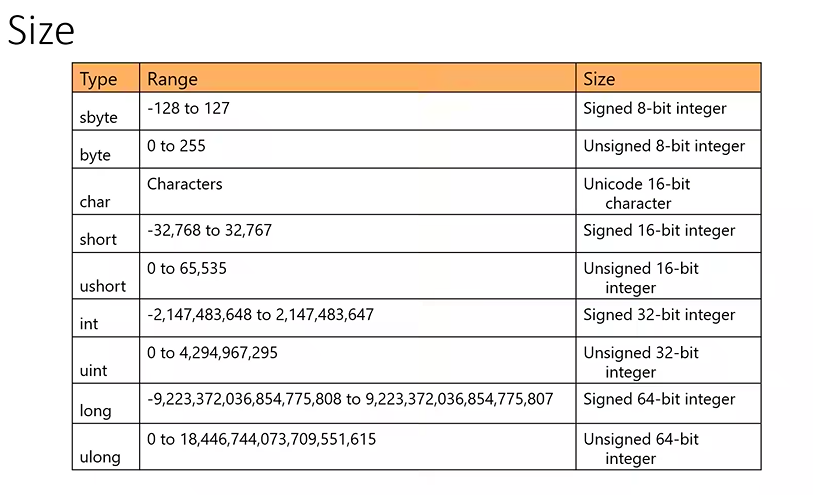 Size
Type Range Size
sbyte -128 to 127 Signed 8-bit integer
byte 0 to 255 Unsigned 8-bit integer
char Characters Unicode 16-bit
character
short -32,768 to 32,767 Signed 16-bit integer
ushort 0 to 65,535 Unsigned 16-bit
integer
int -2,147,483,648 to 2,147,483,647 Signed 32-bit integer
uint 0 to 4,294,967,295 Unsigned 32-bit
integer
long -9,223,372,036,854,775,808 to 9,223,372,036,854,775,807 Signed 64-bit integer
ulong 0 to 18,446,744,073,709,551,615 Unsigned 64-bit
integer